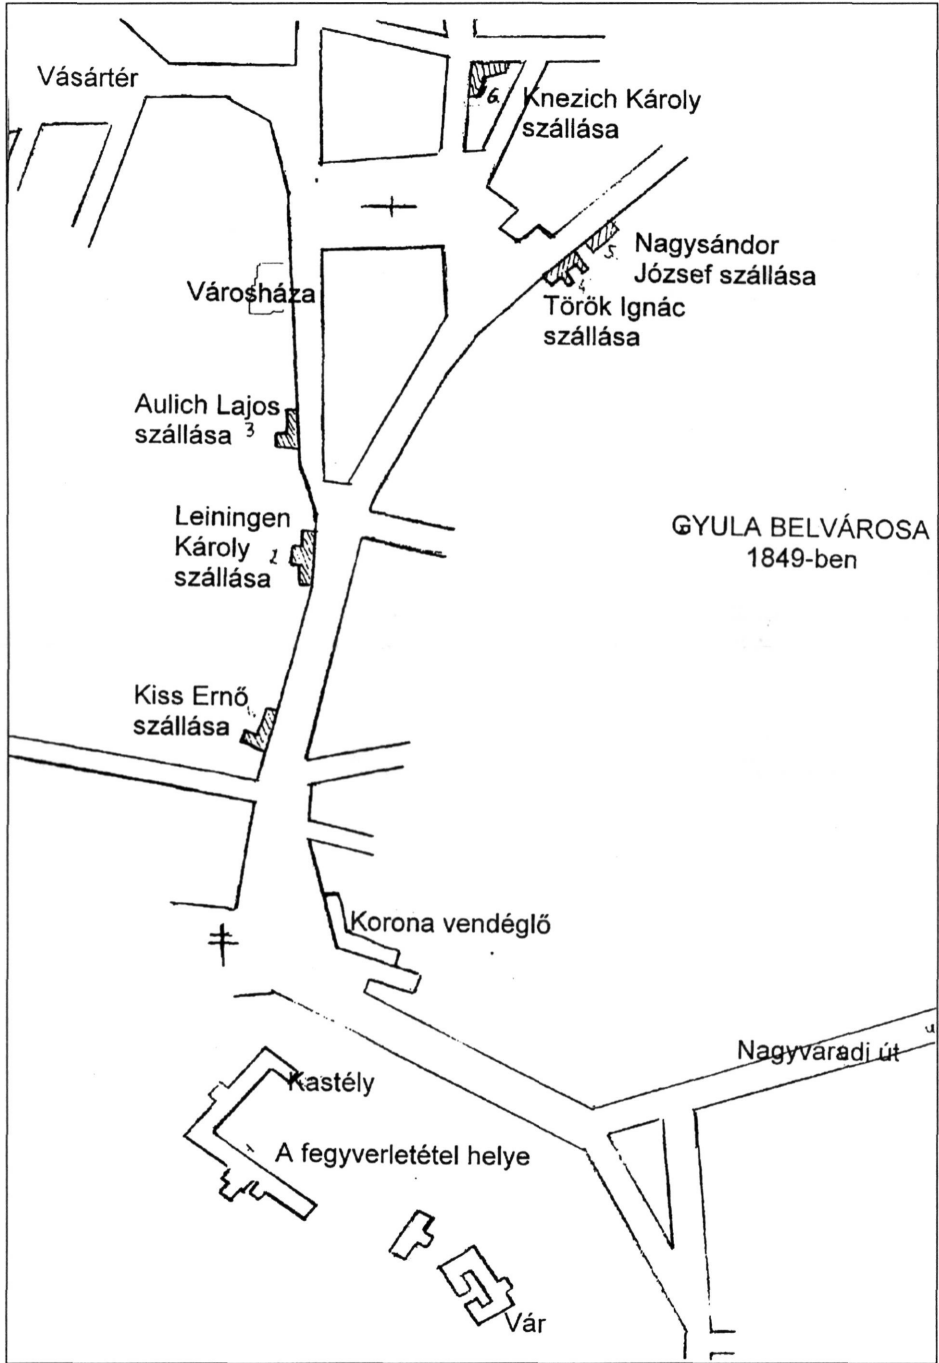 Vásártér
6.
Knezich Károly
szállása
5.
Nagysándor
József szállása
4
Török Ignác
szállása
Városháza
Aulich Lajos
szállása 3
Leiningen
Károly 2
szállása
GYULA BELVÁROSA
1849-ben
Kiss Ernő
szállása
Korona vendéglő
Nagyváradi út
Kastély
A fegyverletétel helye
Vár